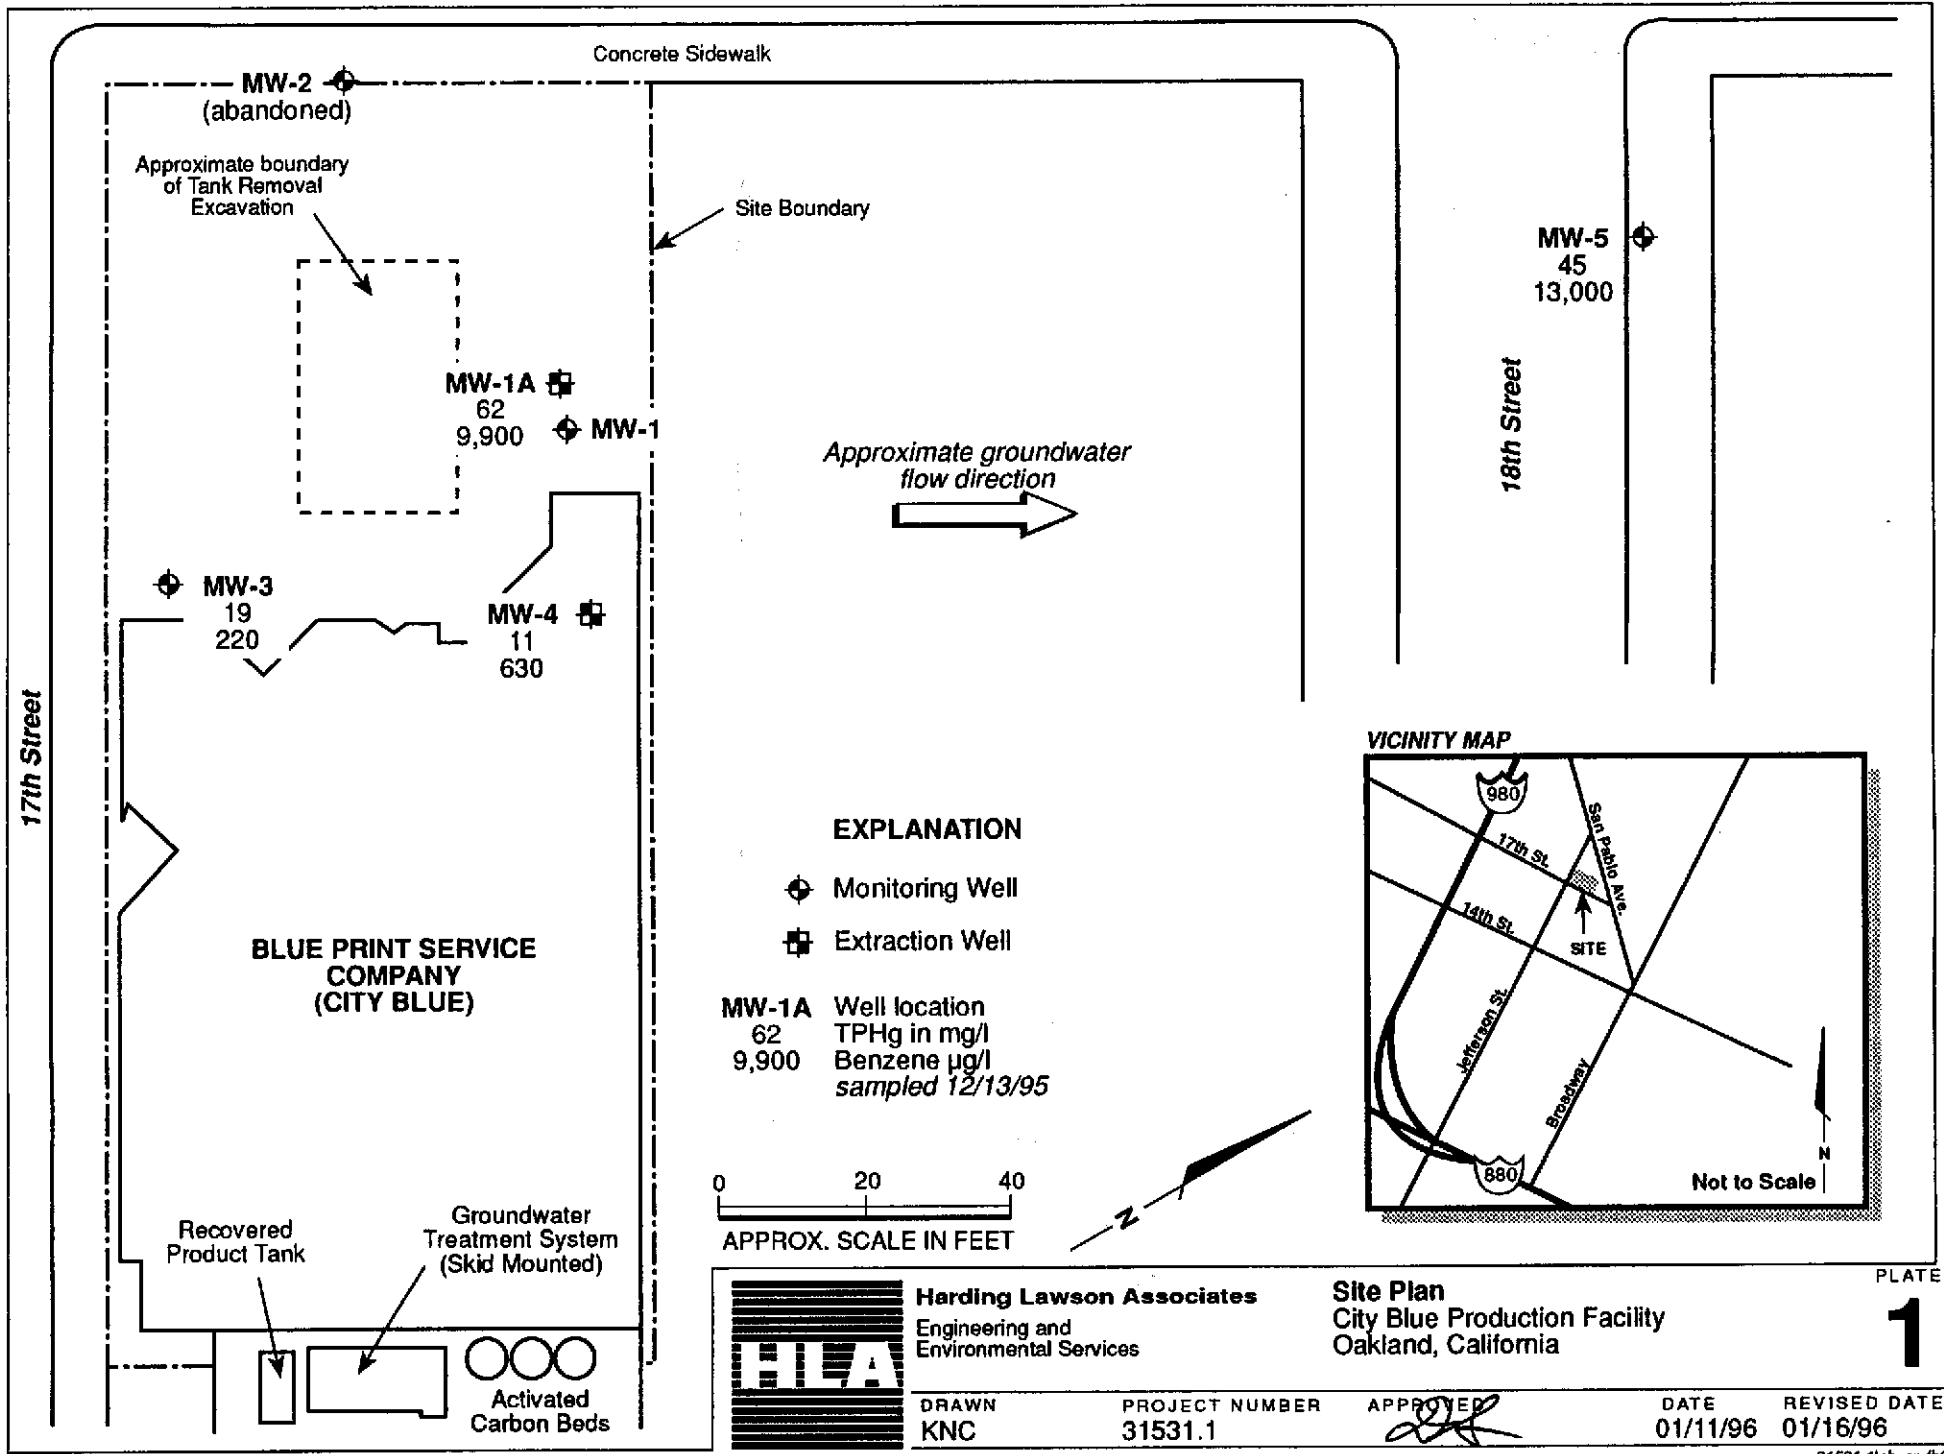 Concrete Sidewalk
MW-2
(abandoned)
Approximate boundary
of Tank Removal
Excavation
Site Boundary
MW-5
45
13,000
MW-1A
62
9,900
MW-1
Approximate groundwater
flow direction
18th Street
MW-3
19
220
MW-4
11
630
17th Street
VICINITY MAP
980
San Pablo Ave.
17th St.
14th St.
SITE
Jefferson St.
Broadway
880
N
Not to Scale
EXPLANATION
Monitoring Well
Extraction Well
MW-1A Well location
62 TPHg in mg/l
9,900 Benzene µg/l
sampled 12/13/95
BLUE PRINT SERVICE
COMPANY
(CITY BLUE)
0 20 40
APPROX. SCALE IN FEET
N
Recovered
Product Tank
Groundwater
Treatment System
(Skid Mounted)
Activated
Carbon Beds
HLA
Harding Lawson Associates
Engineering and
Environmental Services
Site Plan
City Blue Production Facility
Oakland, California
PLATE
1
DRAWN
KNC
PROJECT NUMBER
31531.1
APPROVED
DATE
01/11/96
REVISED DATE
01/16/96